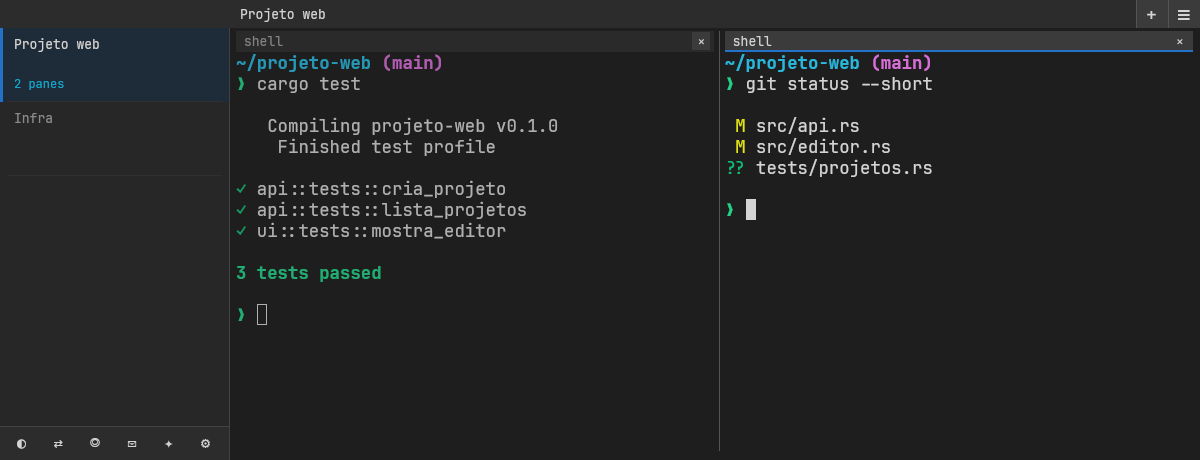 Projeto web
+
Projeto web
2 panes
Infra
shell ×
~/projeto-web (main)
❱ cargo test
Compiling projeto-web v0.1.0
Finished test profile
✓ api::tests::cria_projeto
✓ api::tests::lista_projetos
✓ ui::tests::mostra_editor
3 tests passed
❱
shell ×
~/projeto-web (main)
❱ git status --short
M src/api.rs
M src/editor.rs
?? tests/projetos.rs
❱